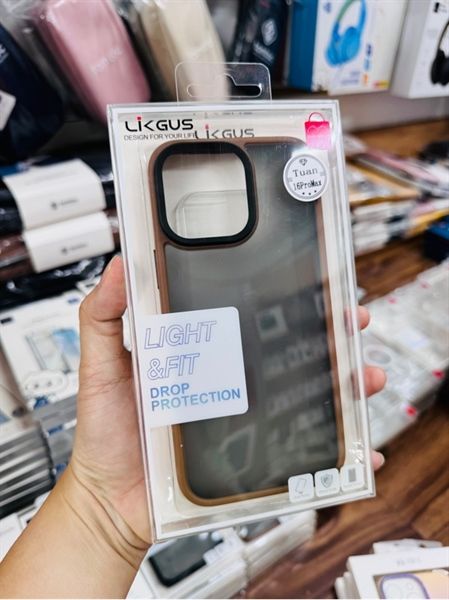 LIKGUS
DESIGN FOR YOUR LIFE
LIKGUS
Tuan
16ProMax
LIGHT
&FIT
DROP
PROTECTION